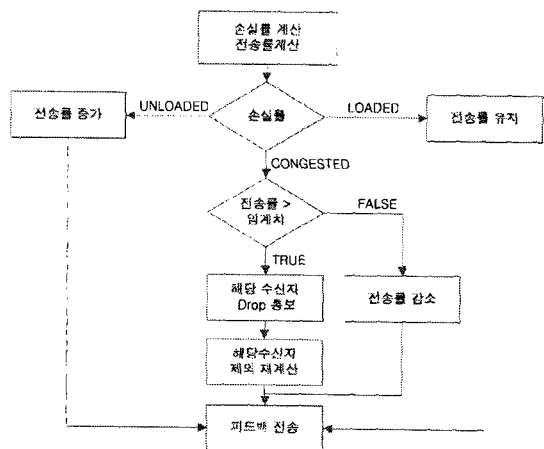 손실률 계산
전송률계산
UNLOADED
LOADED
전송률 증가
손실률
전송률 유지
CONGESTED
전송률 >
임계치
FALSE
TRUE
해당 수신자
Drop 통보
전송률 감소
해당수신자
제외 재계산
피드백 전송